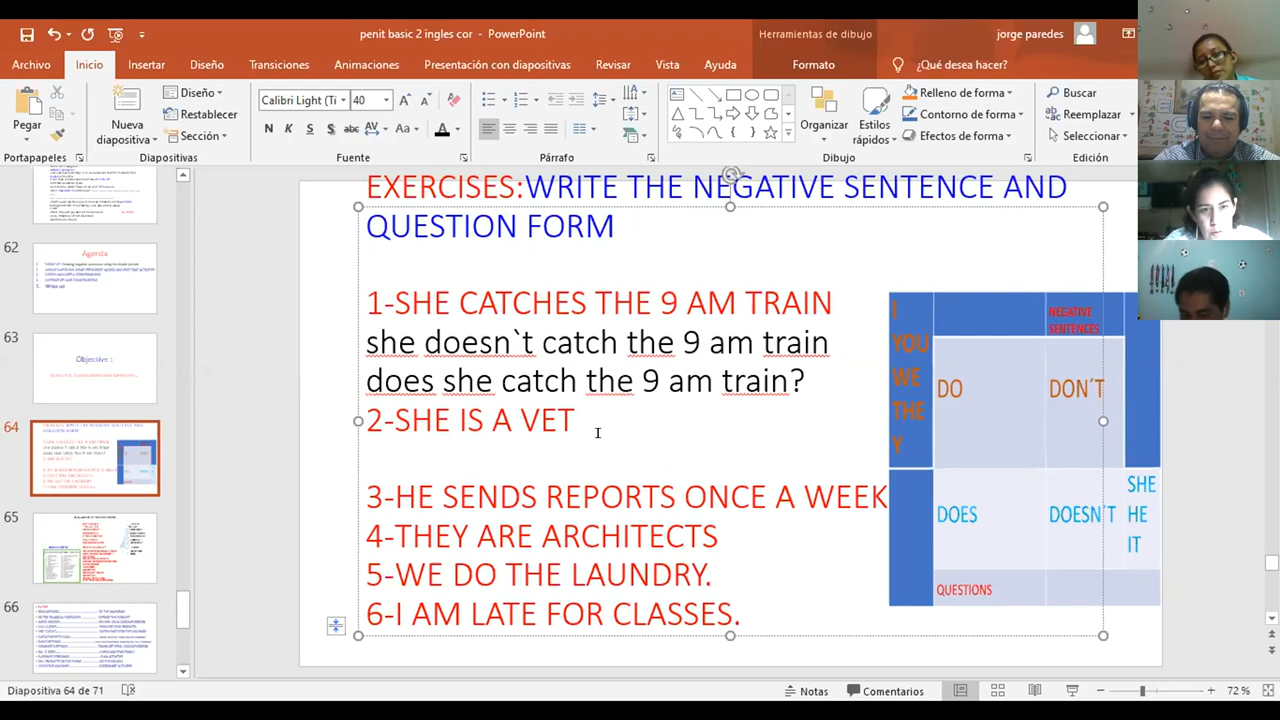 penit basic 2 ingles cor - PowerPoint
Herramientas de dibujo
jorge paredes
Archivo Inicio Insertar Diseño Transiciones Animaciones Presentación con diapositivas Revisar Vista Ayuda Formato ¿Qué desea hacer?
Pegar
Portapapeles
Nueva diapositiva
Diseño
Restablecer
Sección
Diapositivas
Calibri Light (Ti 40
N K S abc AV Aa A
Fuente
Párrafo
Organizar
Estilos rápidos
Relleno de forma
Contorno de forma
Efectos de forma
Dibujo
Buscar
Reemplazar
Seleccionar
Edición
62
Agenda
63
Objective :
64
65
66
EXERCISES:WRITE THE NEGATIVE SENTENCE AND
QUESTION FORM
1-SHE CATCHES THE 9 AM TRAIN
she doesn`t catch the 9 am train
does she catch the 9 am train?
2-SHE IS A VET
3-HE SENDS REPORTS ONCE A WEEK
4-THEY ARE ARCHITECTS
5-WE DO THE LAUNDRY.
6-I AM LATE FOR CLASSES.
I
YOU
WE
THE
Y
NEGATIVE
SENTENCES
DO DON´T
DOES DOESN´T
SHE
HE
IT
QUESTIONS
Diapositiva 64 de 71
Notas
Comentarios
72 %